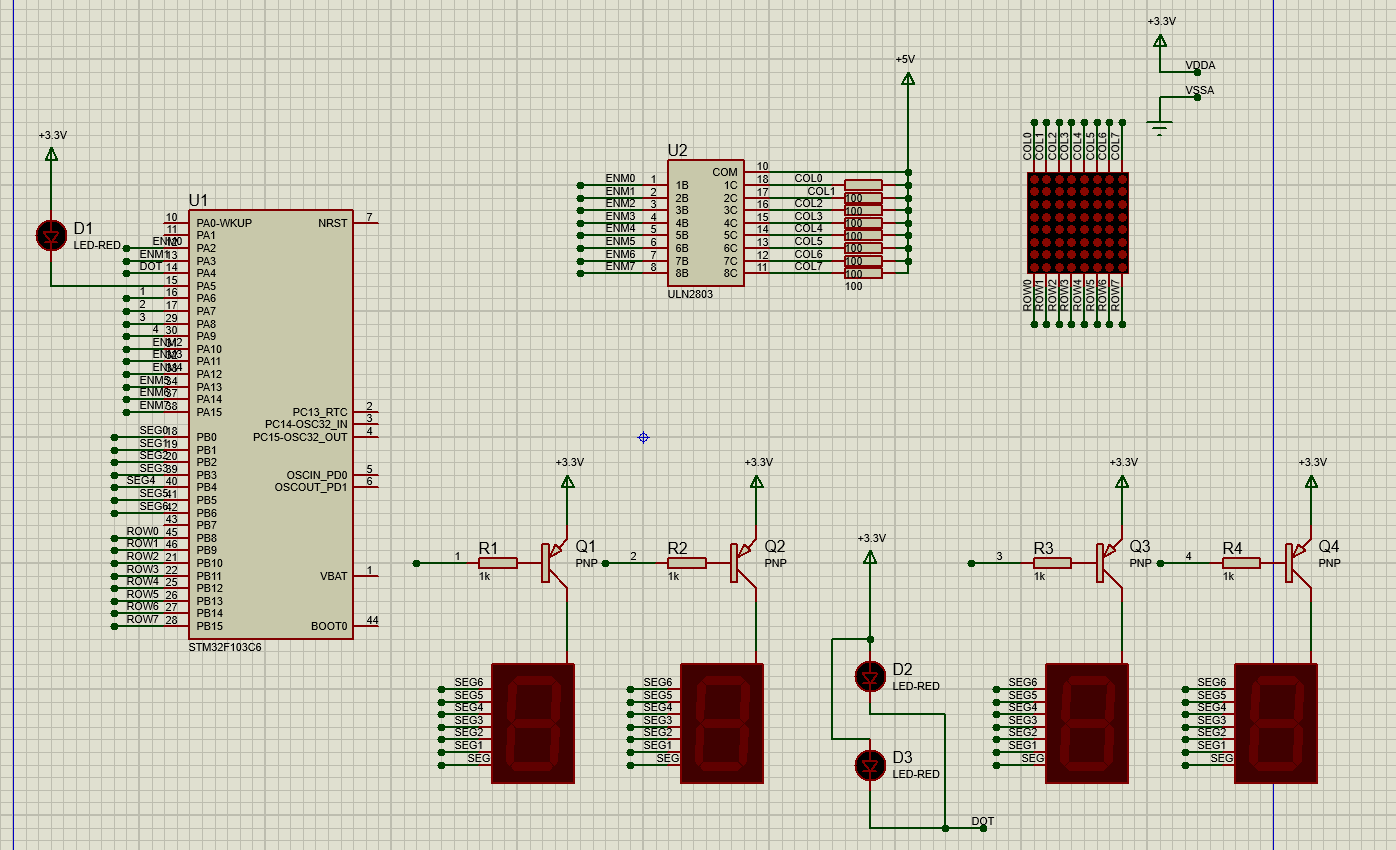 +3.3V
VDDA
VSSA
+5V
COL0
COL1
COL2
COL3
COL4
COL5
COL6
COL7
ROW0
ROW1
ROW2
ROW3
ROW4
ROW5
ROW6
ROW7
U2
COM 10
ENM0 1 1B 1C 18 COL0
ENM1 2 2B 2C 17 COL1 100
ENM2 3 3B 3C 16 COL2
ENM3 4 4B 4C 15 COL3 100
ENM4 5 5B 5C 14 COL4
ENM5 6 6B 6C 13 COL5 100
ENM6 7 7B 7C 12 COL6 100
ENM7 8 8B 8C 11 COL7 100
100
ULN2803
+3.3V
D1
LED-RED
U1
10 PA0-WKUP NRST 7
11 PA1
ENM0 PA2
ENM1 13 PA3
DOT 14 PA4
15 PA5
1 16 PA6
2 17 PA7
3 29 PA8
4 30 PA9
ENM2 PA10
ENM3 PA11
ENM4 PA12
ENM5 34 PA13
ENM6 37 PA14
ENM7 38 PA15
PC13_RTC 2
PC14-OSC32_IN 3
SEG0 18 PB0 PC15-OSC32_OUT 4
SEG1 19 PB1
SEG2 20 PB2
SEG3 39 PB3 OSCIN_PD0 5
SEG4 40 PB4 OSCOUT_PD1 6
SEG5 41 PB5
SEG6 42 PB6
43 PB7
ROW0 45 PB8
ROW1 46 PB9
ROW2 21 PB10
ROW3 22 PB11 VBAT 1
ROW4 25 PB12
ROW5 26 PB13
ROW6 27 PB14
ROW7 28 PB15 BOOT0 44
STM32F103C6
+3.3V
1
R1
1k
Q1
PNP
+3.3V
2
R2
1k
Q2
PNP
+3.3V
3
R3
1k
Q3
PNP
+3.3V
4
R4
1k
Q4
PNP
SEG6
SEG5
SEG4
SEG3
SEG2
SEG1
SEG
SEG6
SEG5
SEG4
SEG3
SEG2
SEG1
SEG
+3.3V
D2
LED-RED
D3
LED-RED
DOT
SEG6
SEG5
SEG4
SEG3
SEG2
SEG1
SEG
SEG6
SEG5
SEG4
SEG3
SEG2
SEG1
SEG